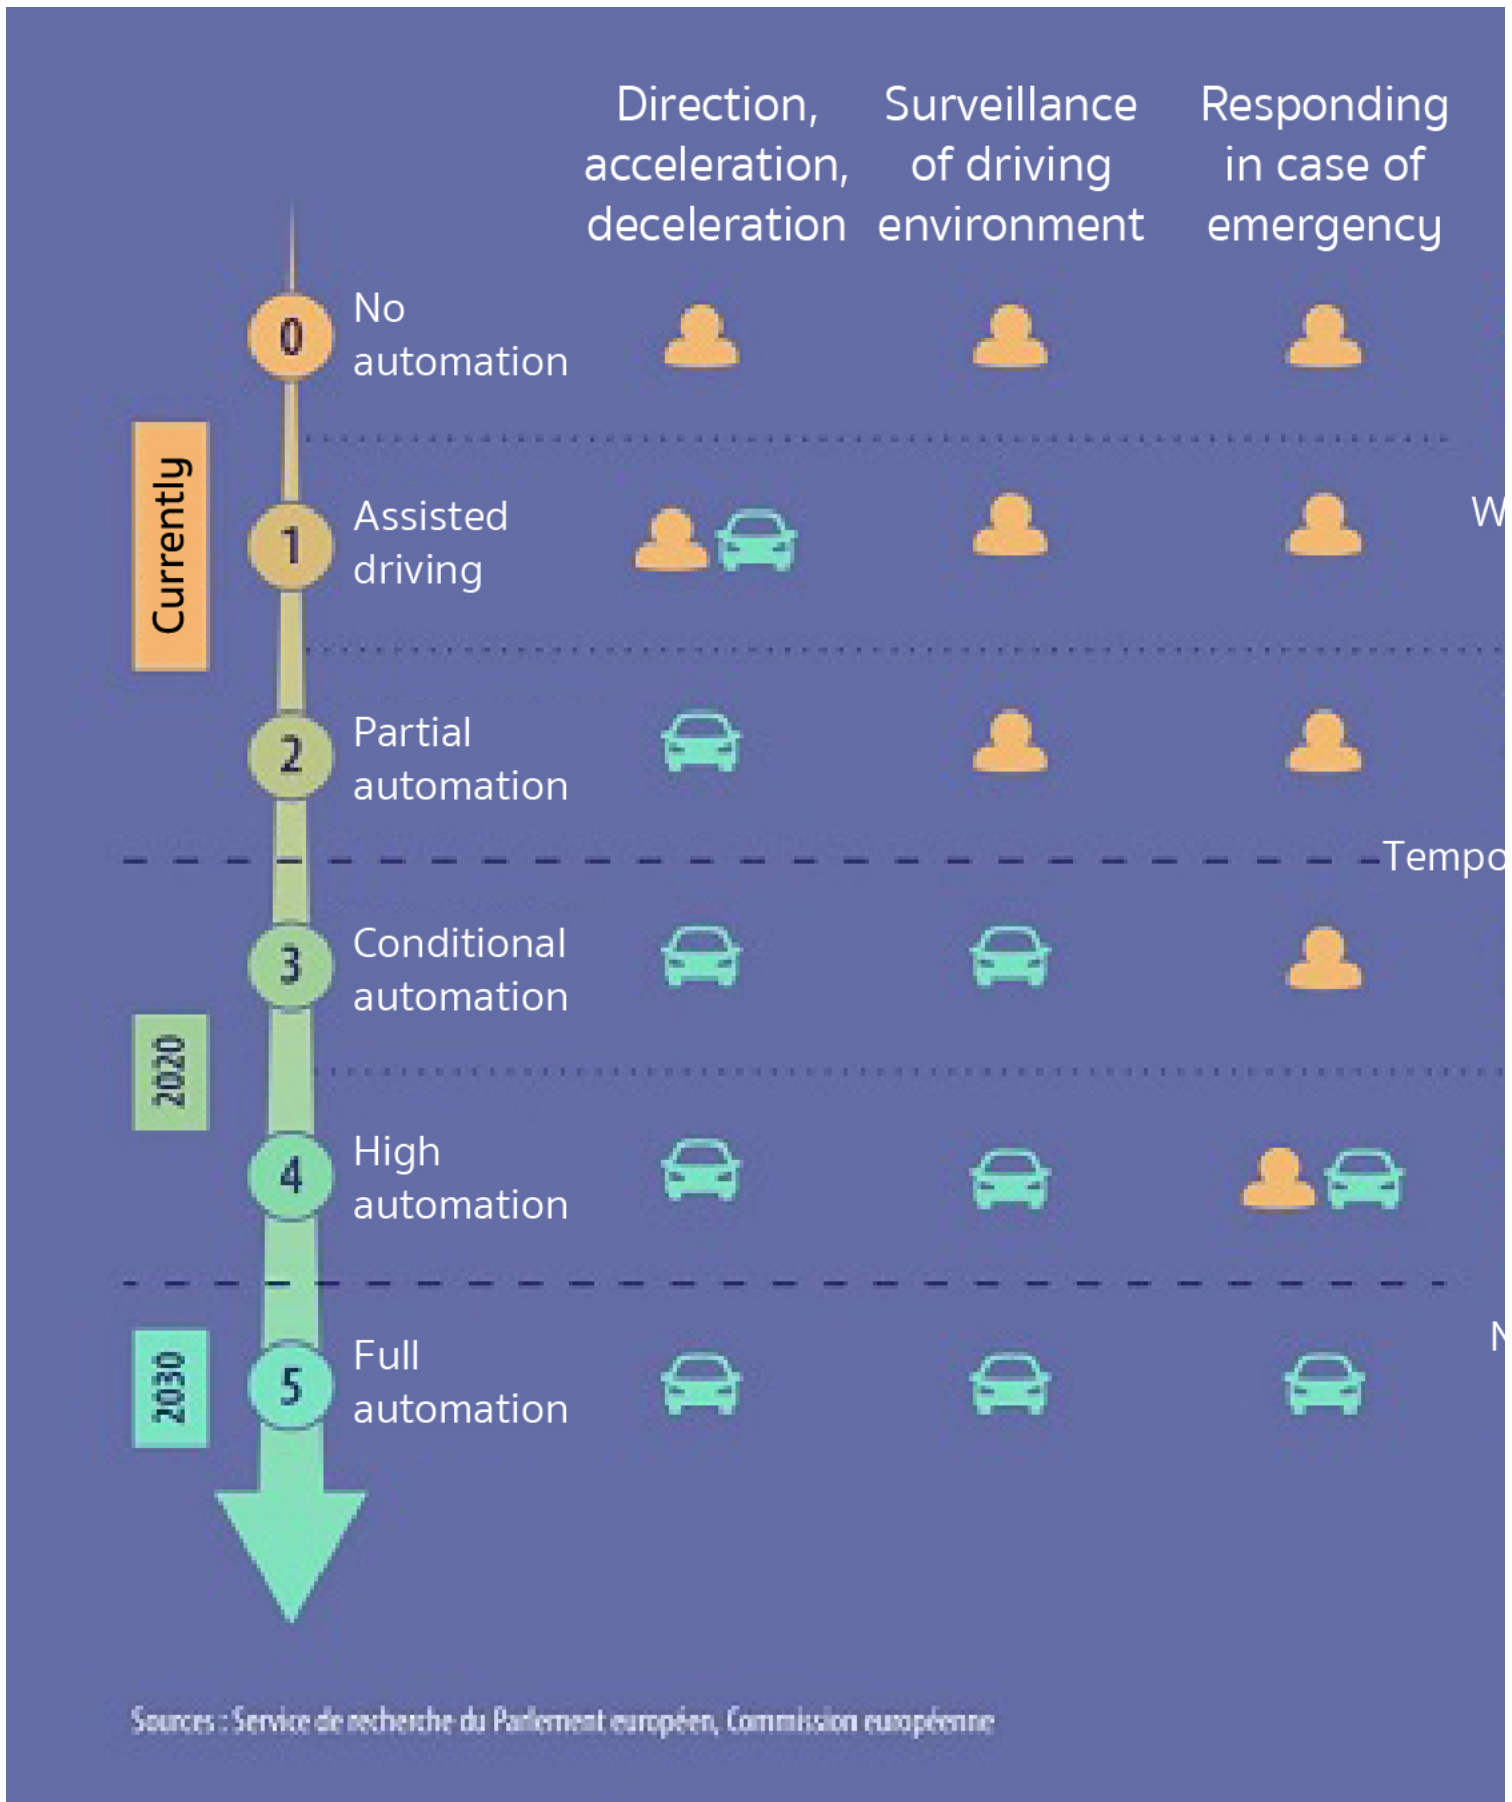 Direction,
acceleration,
deceleration
Surveillance
of driving
environment
Responding
in case of
emergency
0
No
automation
Currently
1
Assisted
driving
W
2
Partial
automation
Tempo
3
Conditional
automation
2020
4
High
automation
2030
5
Full
automation
N
Sources : Service de recherche du Parlement européen, Commission européenne